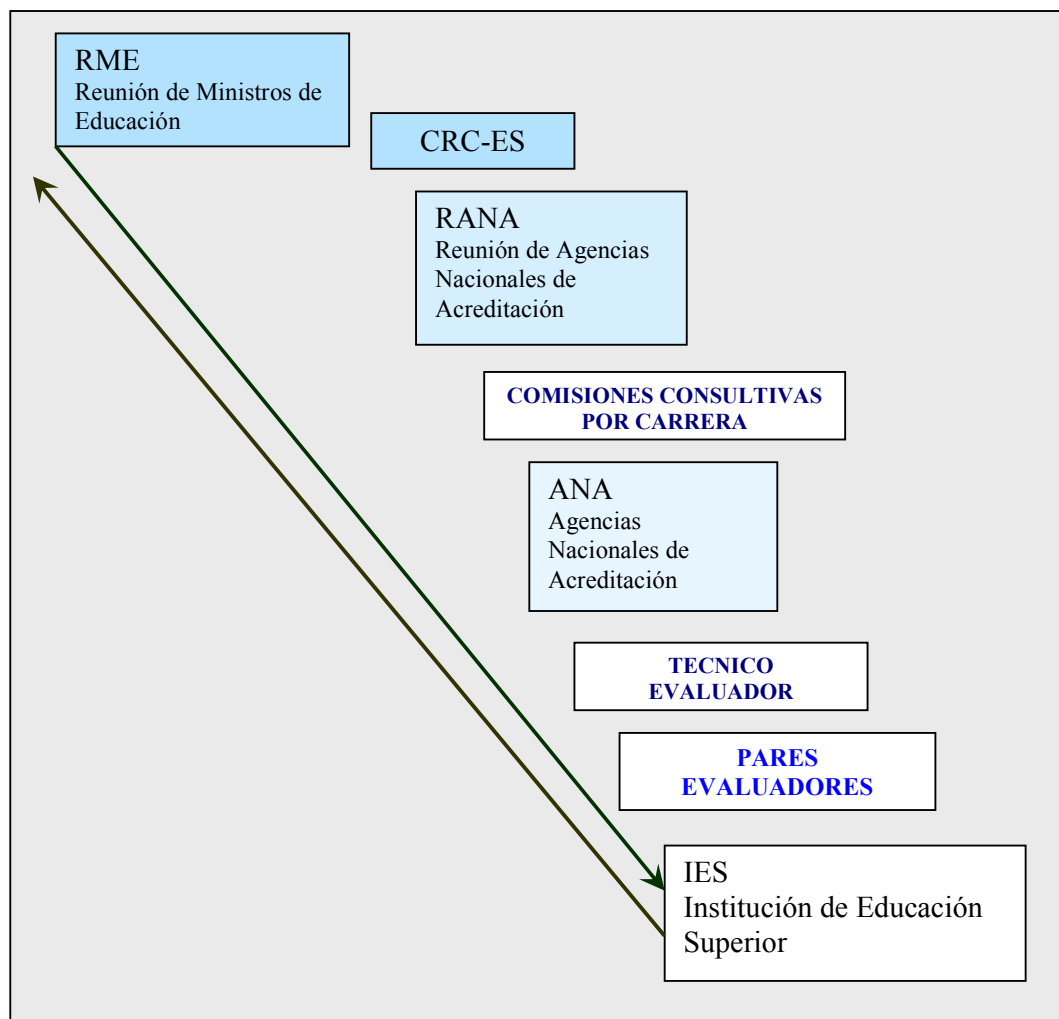 RME
Reunión de Ministros de
Educación
CRC-ES
RANA
Reunión de Agencias
Nacionales de
Acreditación
COMISIONES CONSULTIVAS
POR CARRERA
ANA
Agencias
Nacionales de
Acreditación
TECNICO
EVALUADOR
PARES
EVALUADORES
IES
Institución de Educación
Superior